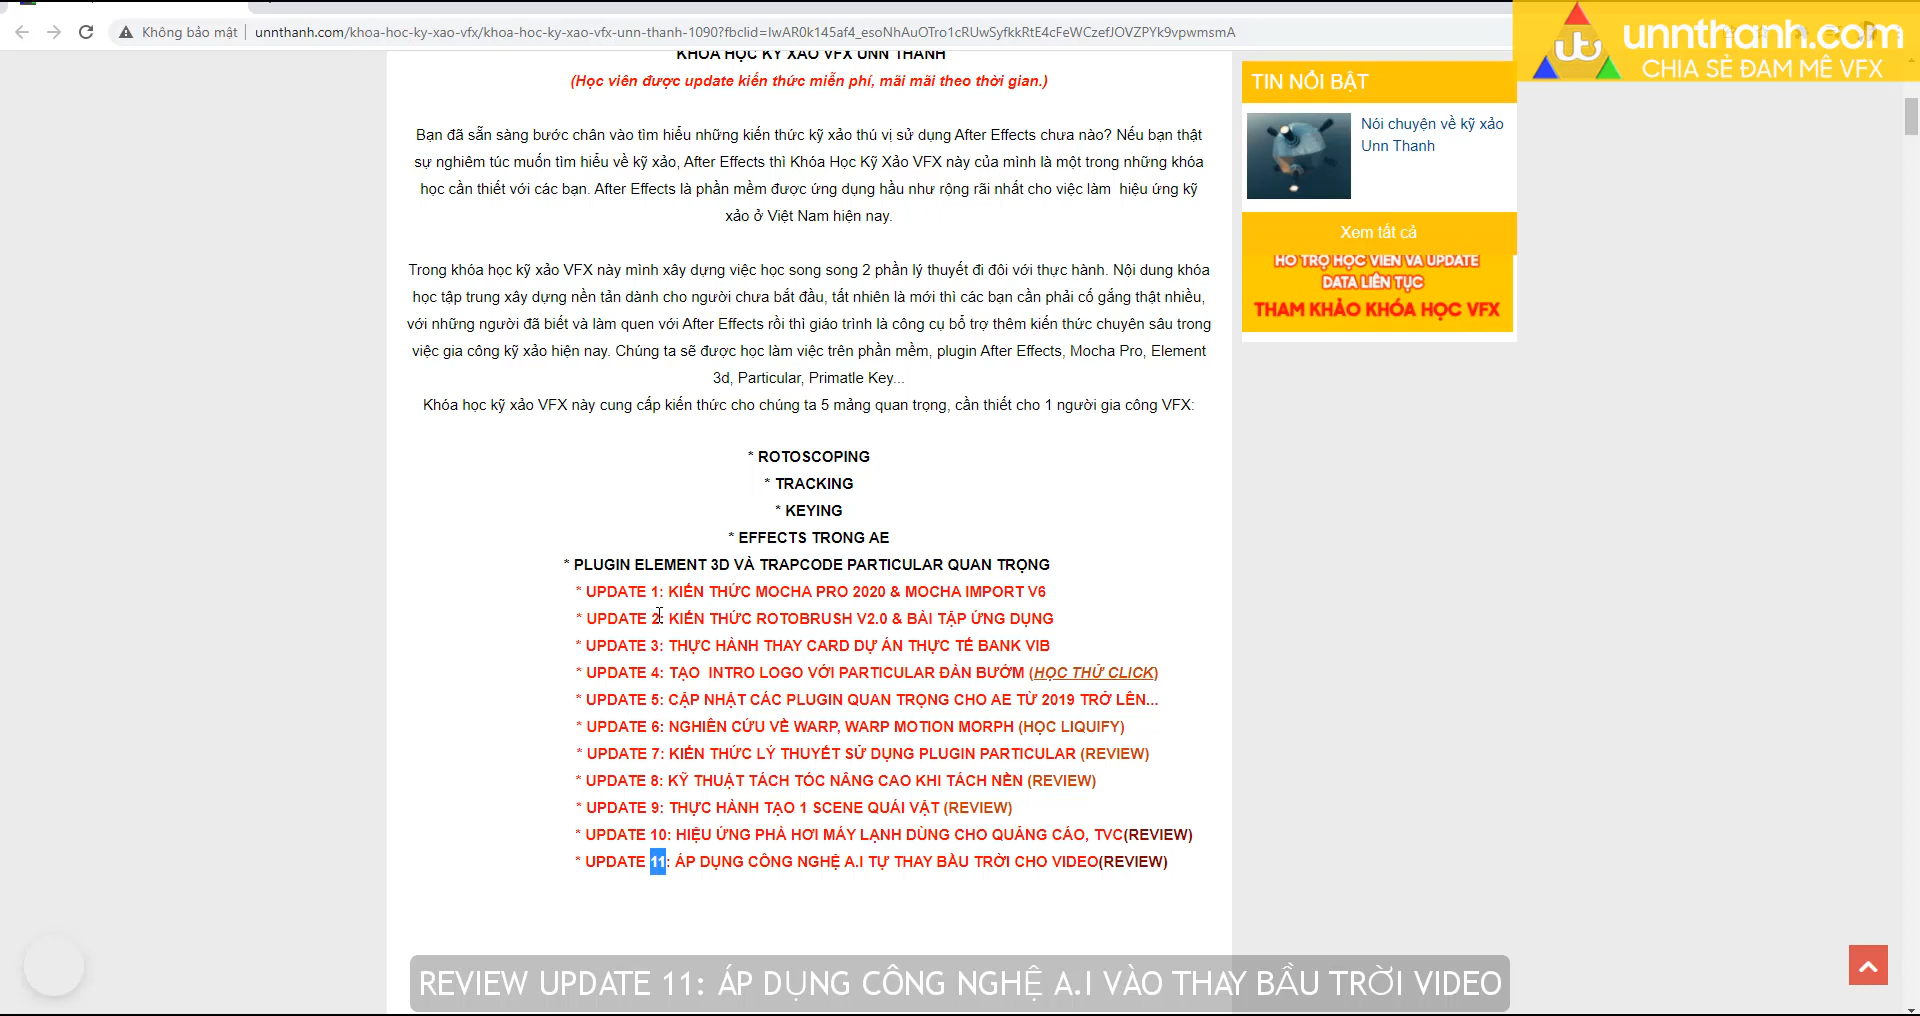 Không bảo mật
unnthanh.com/khoa-hoc-ky-xao-vfx/khoa-hoc-ky-xao-vfx-unn-thanh-1090?fbclid=IwAR0k145af4_esoNhAuOTro1cRUwSyfkkRtE4cFeWCzefJOVZPYk9vpwmsmA
unnthanh.com
CHIA SẺ ĐAM MÊ VFX
KHÓA HỌC KỸ XẢO VFX UNN THANH
(Học viên được update kiến thức miễn phí, mãi mãi theo thời gian.)
Bạn đã sẵn sàng bước chân vào tìm hiểu những kiến thức kỹ xảo thú vị sử dụng After Effects chưa nào? Nếu bạn thật
sự nghiêm túc muốn tìm hiểu về kỹ xảo, After Effects thì Khóa Học Kỹ Xảo VFX này của mình là một trong những khóa
học cần thiết với các bạn. After Effects là phần mềm được ứng dụng hầu như rộng rãi nhất cho việc làm hiệu ứng kỹ
xảo ở Việt Nam hiện nay.
Trong khóa học kỹ xảo VFX này mình xây dựng việc học song song 2 phần lý thuyết đi đôi với thực hành. Nội dung khóa
học tập trung xây dựng nền tản dành cho người chưa bắt đầu, tất nhiên là mới thì các bạn cần phải cố gắng thật nhiều,
với những người đã biết và làm quen với After Effects rồi thì giáo trình là công cụ bổ trợ thêm kiến thức chuyên sâu trong
việc gia công kỹ xảo hiện nay. Chúng ta sẽ được học làm việc trên phần mềm, plugin After Effects, Mocha Pro, Element
3d, Particular, Primatle Key...
Khóa học kỹ xảo VFX này cung cấp kiến thức cho chúng ta 5 mảng quan trọng, cần thiết cho 1 người gia công VFX:
* ROTOSCOPING
* TRACKING
* KEYING
* EFFECTS TRONG AE
* PLUGIN ELEMENT 3D VÀ TRAPCODE PARTICULAR QUAN TRỌNG
* UPDATE 1: KIẾN THỨC MOCHA PRO 2020 & MOCHA IMPORT V6
* UPDATE 2: KIẾN THỨC ROTOBRUSH V2.0 & BÀI TẬP ỨNG DỤNG
* UPDATE 3: THỰC HÀNH THAY CARD DỰ ÁN THỰC TẾ BANK VIB
* UPDATE 4: TẠO INTRO LOGO VỚI PARTICULAR ĐÀN BƯỚM (HỌC THỬ CLICK)
* UPDATE 5: CẬP NHẬT CÁC PLUGIN QUAN TRỌNG CHO AE TỪ 2019 TRỞ LÊN...
* UPDATE 6: NGHIÊN CỨU VỀ WARP, WARP MOTION MORPH (HỌC LIQUIFY)
* UPDATE 7: KIẾN THỨC LÝ THUYẾT SỬ DỤNG PLUGIN PARTICULAR (REVIEW)
* UPDATE 8: KỸ THUẬT TÁCH TÓC NÂNG CAO KHI TÁCH NỀN (REVIEW)
* UPDATE 9: THỰC HÀNH TẠO 1 SCENE QUÁI VẬT (REVIEW)
* UPDATE 10: HIỆU ỨNG PHÀ HƠI MÁY LẠNH DÙNG CHO QUẢNG CÁO, TVC(REVIEW)
* UPDATE 11: ÁP DỤNG CÔNG NGHỆ A.I TỰ THAY BẦU TRỜI CHO VIDEO(REVIEW)
TIN NỔI BẬT
Nói chuyện về kỹ xảo
Unn Thanh
Xem tất cả
HỖ TRỢ HỌC VIÊN VÀ UPDATE
DATA LIÊN TỤC
THAM KHẢO KHÓA HỌC VFX
REVIEW UPDATE 11: ÁP DỤNG CÔNG NGHỆ A.I VÀO THAY BẦU TRỜI VIDEO